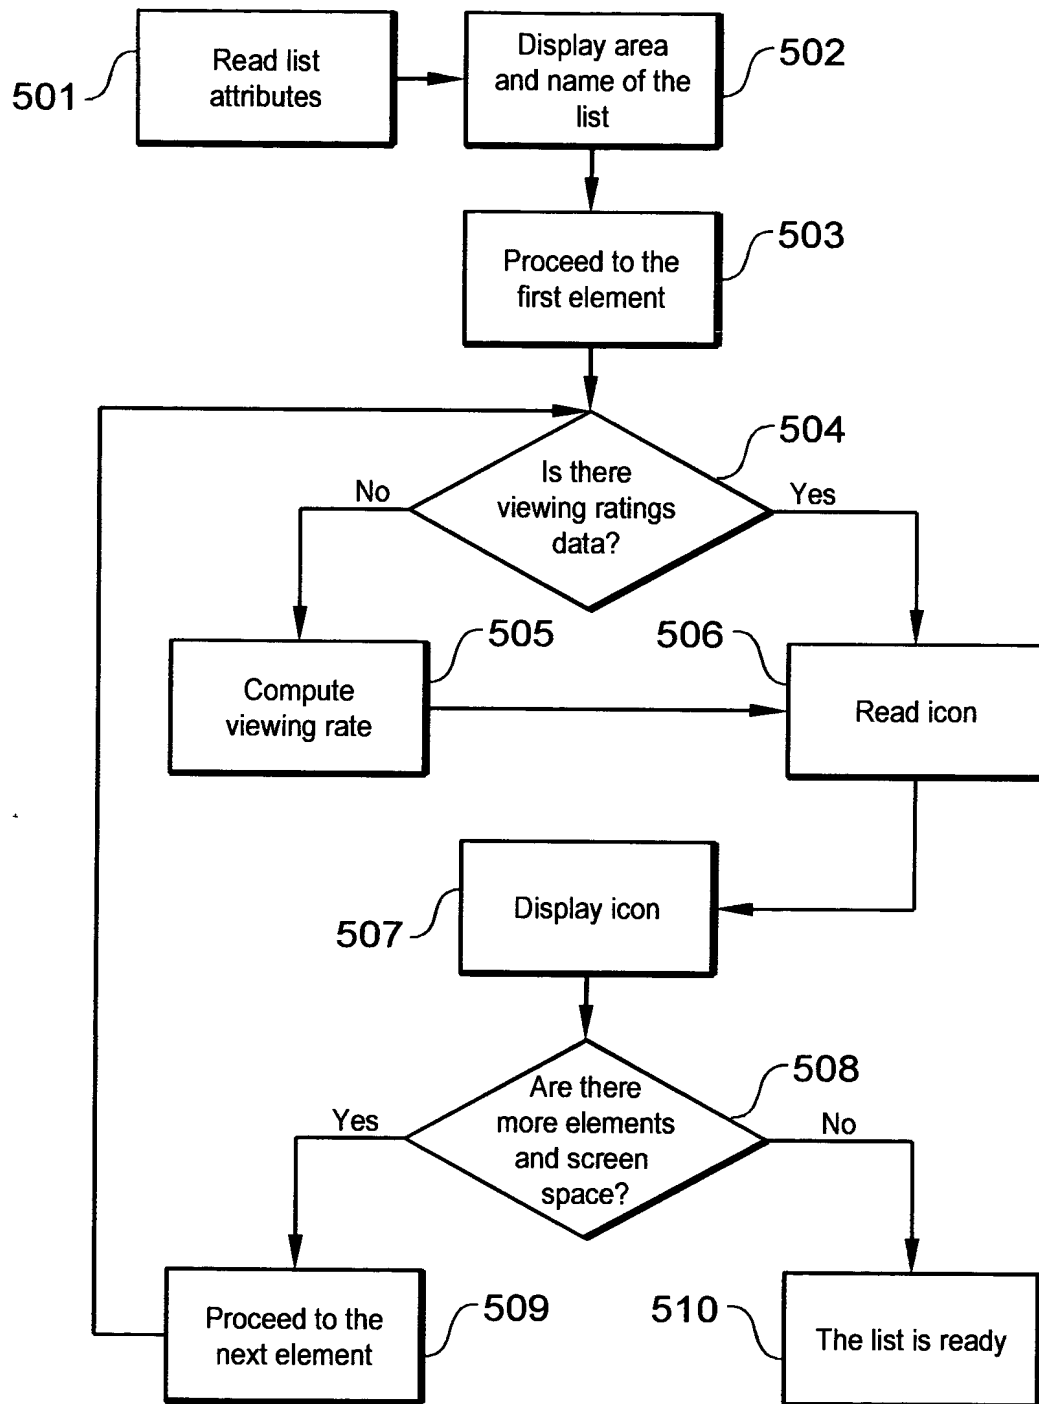 501
Read list
attributes
Display area
and name of the
list
502
Proceed to the
first element
503
504
Is there
viewing ratings
data?
No
Yes
505
506
Compute
viewing rate
Read icon
Display icon
507
508
Are there
more elements
and screen
space?
Yes
No
Proceed to the
next element
509
510
The list is ready